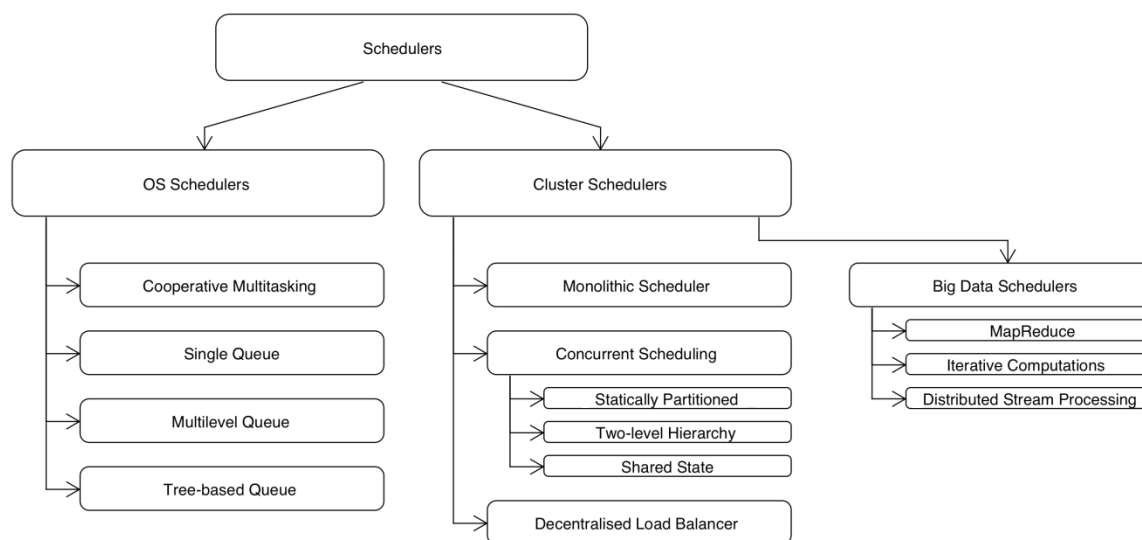 Schedulers
OS Schedulers
Cooperative Multitasking
Single Queue
Multilevel Queue
Tree-based Queue
Cluster Schedulers
Monolithic Scheduler
Concurrent Scheduling
Statically Partitioned
Two-level Hierarchy
Shared State
Decentralised Load Balancer
Big Data Schedulers
MapReduce
Iterative Computations
Distributed Stream Processing